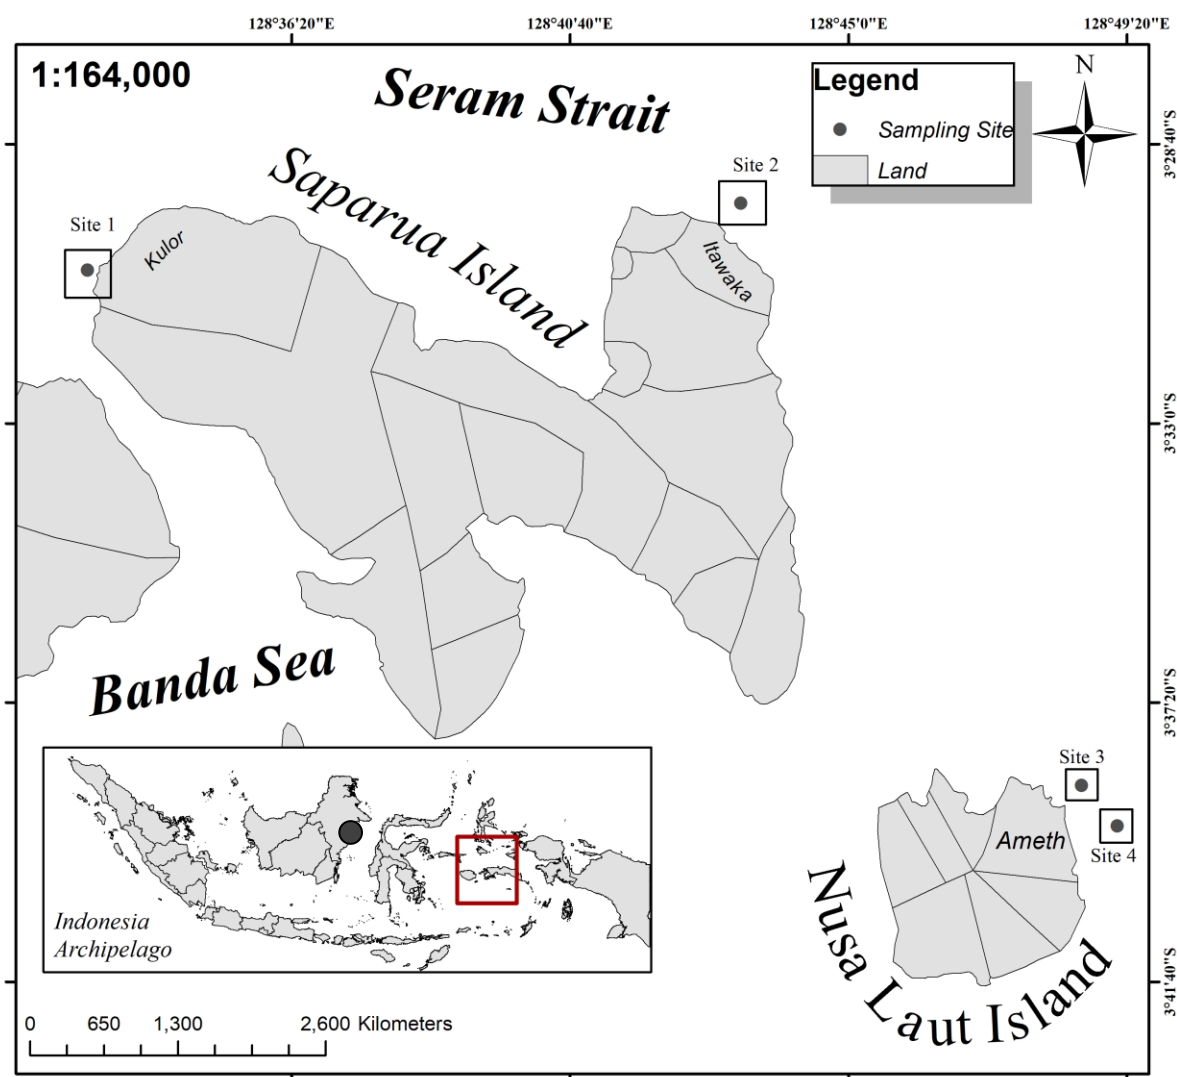 128°36'20"E 128°40'40"E 128°45'0"E 128°49'20"E
1:164,000
Seram Strait
Legend
Sampling Site
Land
N
3°28'40"S
Saparua Island
Site 2
Site 1
Kulor
Itawaka
3°33'0"S
Banda Sea
3°37'20"S
Site 3
Ameth
Site 4
Nusa Laut Island
Indonesia
Archipelago
3°41'40"S
0 650 1,300 2,600 Kilometers